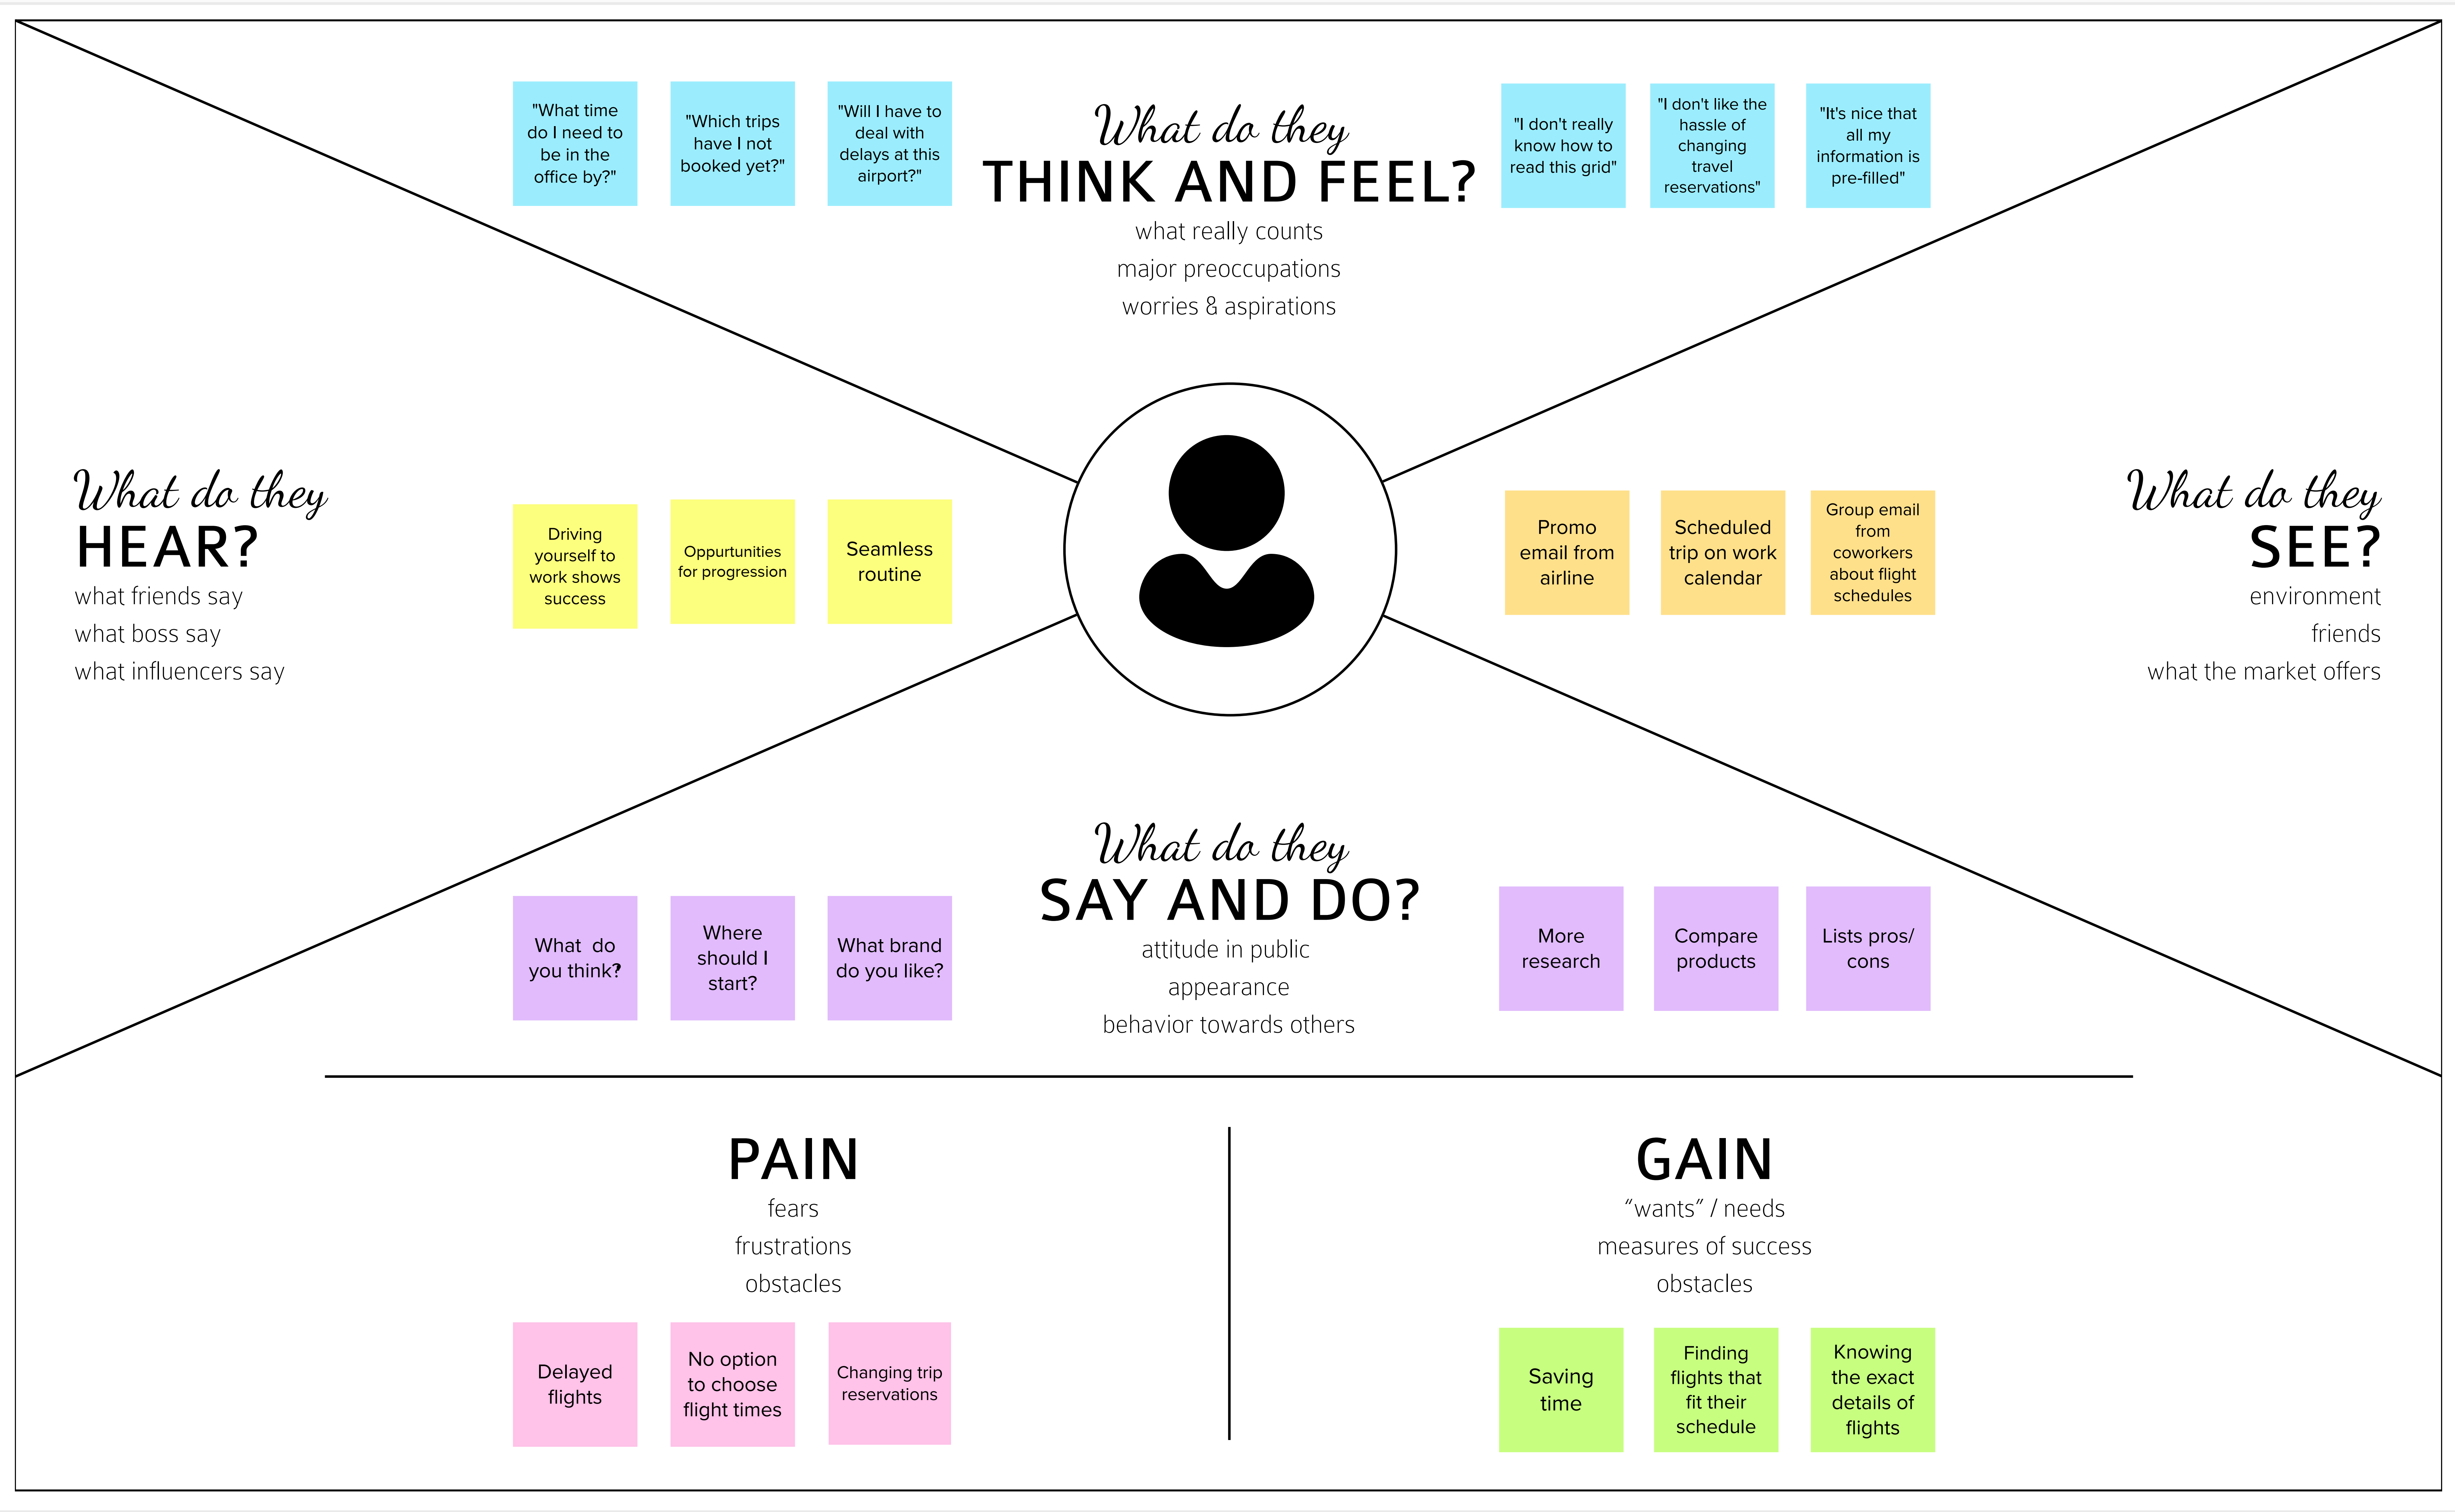 "What time
do I need to
be in the
office by?"
"Which trips
have I not
booked yet?"
"Will I have to
deal with
delays at this
airport?"
What do they
THINK AND FEEL?
what really counts
major preoccupations
worries & aspirations
"I don't really
know how to
read this grid"
"I don't like the
hassle of
changing
travel
reservations"
"It's nice that
all my
information is
pre-filled"
What do they
HEAR?
what friends say
what boss say
what influencers say
Driving
yourself to
work shows
success
Oppurtunities
for progression
Seamless
routine
Promo
email from
airline
Scheduled
trip on work
calendar
Group email
from
coworkers
about flight
schedules
What do they
SEE?
environment
friends
what the market offers
What do they
SAY AND DO?
attitude in public
appearance
behavior towards others
What  do
you think?
Where
should I
start?
What brand
do you like?
More
research
Compare
products
Lists pros/
cons
PAIN
fears
frustrations
obstacles
Delayed
flights
No option
to choose
flight times
Changing trip
reservations
GAIN
“wants” / needs
measures of success
obstacles
Saving
time
Finding
flights that
fit their
schedule
Knowing
the exact
details of
flights